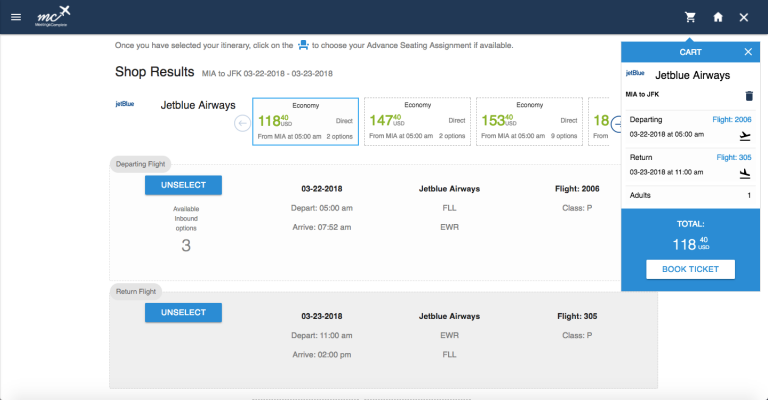 mc
MeetingsComplete
Once you have selected your itinerary, click on the to choose your Advance Seating Assignment if available.
Shop Results MIA to JFK 03-22-2018 - 03-23-2018
jetBlue Jetblue Airways
Economy
118 40 USD Direct
From MIA at 05:00 am 2 options
Economy
147 40 USD Direct
From MIA at 05:00 am 2 options
Economy
153 40 USD Direct
From MIA at 05:00 am 9 options
18
From
Departing Flight
UNSELECT
Available
Inbound
options
3
03-22-2018 Jetblue Airways Flight: 2006
Depart: 05:00 am FLL Class: P
Arrive: 07:52 am EWR
Return Flight
UNSELECT
03-23-2018 Jetblue Airways Flight: 305
Depart: 11:00 am EWR Class: P
Arrive: 02:00 pm FLL
CART
jetBlue Jetblue Airways
MIA to JFK
Departing Flight: 2006
03-22-2018 at 05:00 am
Return Flight: 305
03-23-2018 at 11:00 am
Adults 1
TOTAL:
118 .40 USD
BOOK TICKET